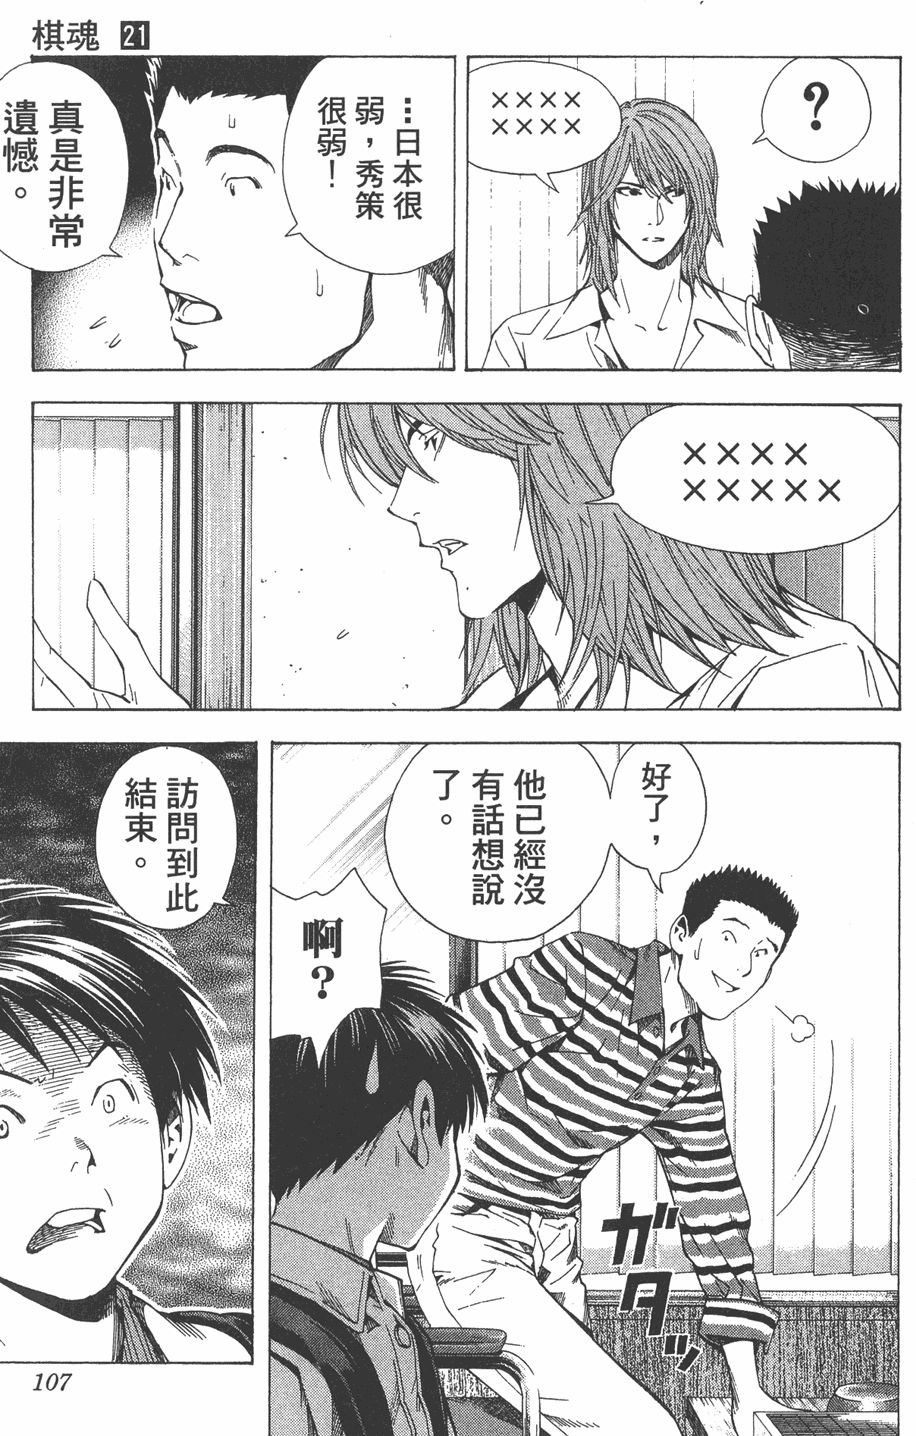 棋魂 21
?
××××
××××
…日本很
弱,秀策
很弱!
真是非常
遺憾。
××××
×××××
好了,
他已經沒
有話想說
了。
啊?
ガタッ
訪問到此
結束。
107